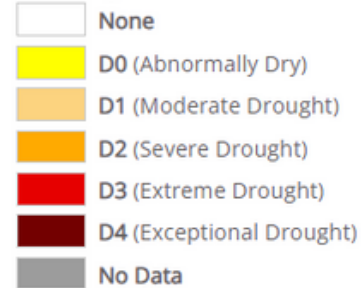 None
D0 (Abnormally Dry)
D1 (Moderate Drought)
D2 (Severe Drought)
D3 (Extreme Drought)
D4 (Exceptional Drought)
No Data